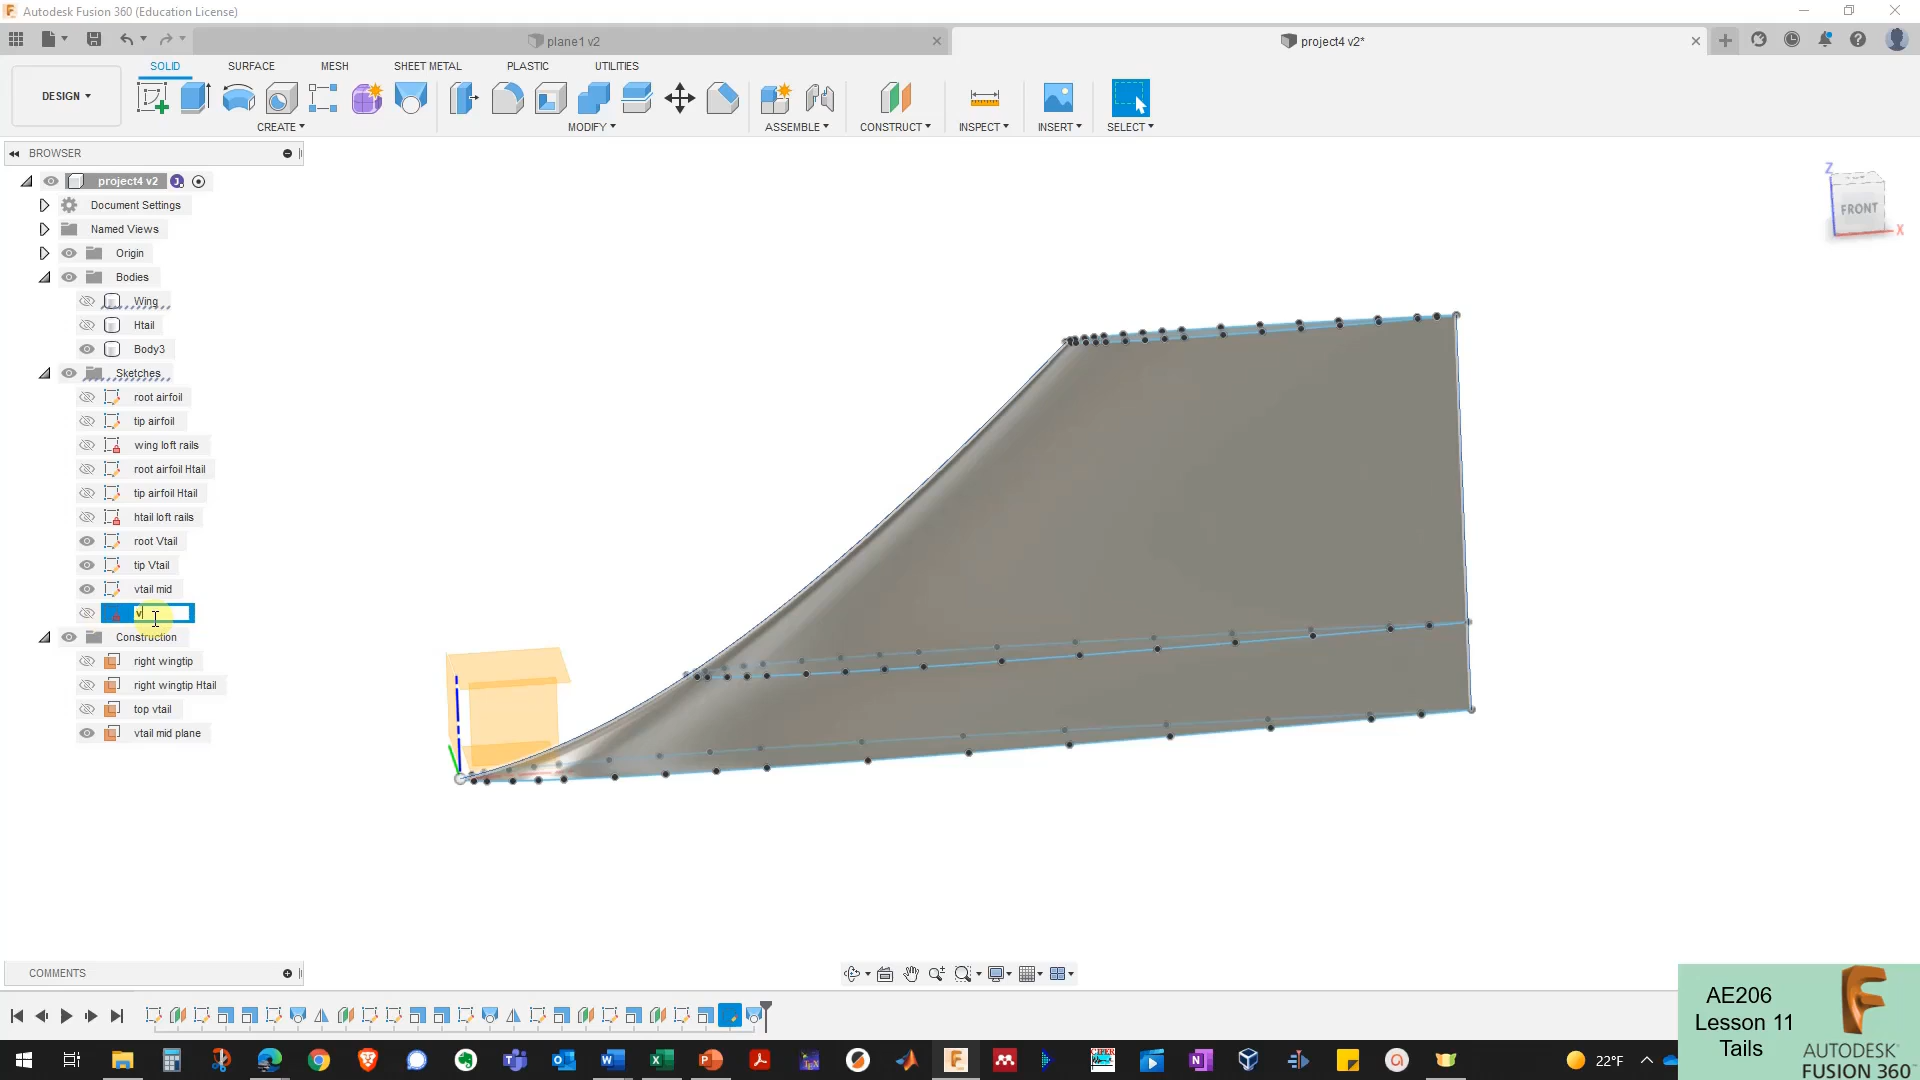 Autodesk Fusion 360 (Education License)
plane1 v2
project4 v2*
DESIGN
SOLID
SURFACE
MESH
SHEET METAL
PLASTIC
UTILITIES
CREATE
MODIFY
ASSEMBLE
CONSTRUCT
INSPECT
INSERT
SELECT
BROWSER
project4 v2
Document Settings
Named Views
Origin
Bodies
Wing
Htail
Body3
Sketches
root airfoil
tip airfoil
wing loft rails
root airfoil Htail
tip airfoil Htail
htail loft rails
root Vtail
tip Vtail
vtail mid
v
Construction
right wingtip
right wingtip Htail
top vtail
vtail mid plane
Z
FRONT
X
COMMENTS
AE206
Lesson 11
Tails
AUTODESK
FUSION 360
22°F